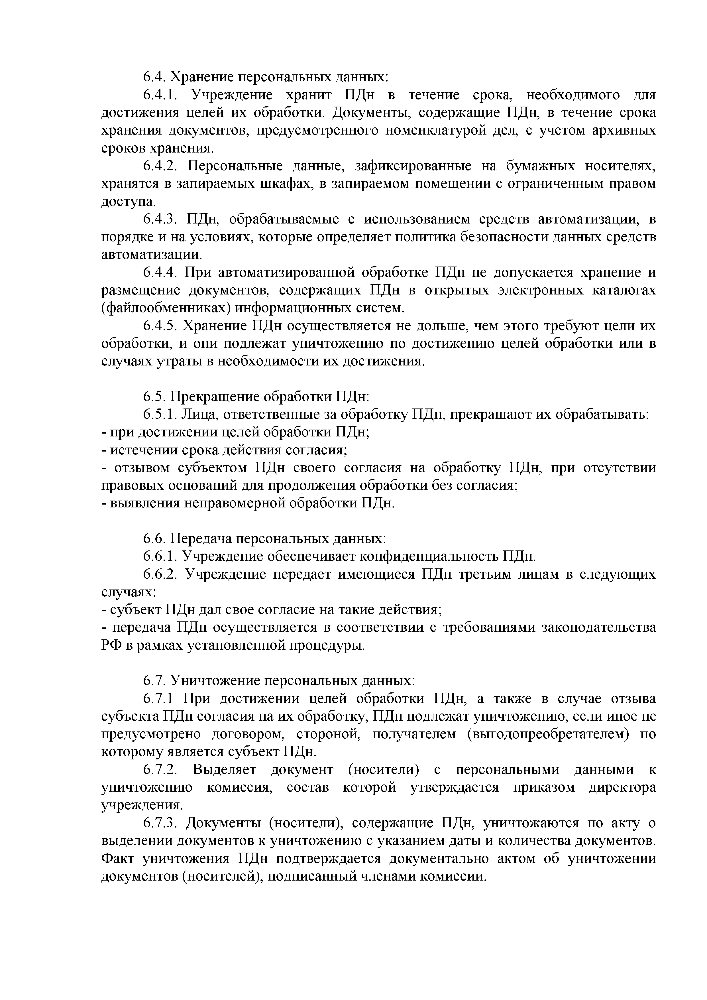 6.4. Хранение персональных данных:
6.4.1. Учреждение хранит ПДн в течение срока, необходимого для
достижения целей их обработки. Документы, содержащие ПДн, в течение срока
хранения документов, предусмотренного номенклатурой дел, с учетом архивных
сроков хранения.
6.4.2. Персональные данные, зафиксированные на бумажных носителях,
хранятся в запираемых шкафах, в запираемом помещении с ограниченным правом
доступа.
6.4.3. ПДн, обрабатываемые с использованием средств автоматизации, в
порядке и на условиях, которые определяет политика безопасности данных средств
автоматизации.
6.4.4. При автоматизированной обработке ПДн не допускается хранение и
размещение документов, содержащих ПДн в открытых электронных каталогах
(файлообменниках) информационных систем.
6.4.5. Хранение ПДн осуществляется не дольше, чем этого требуют цели их
обработки, и они подлежат уничтожению по достижению целей обработки или в
случаях утраты в необходимости их достижения.
6.5. Прекращение обработки ПДн:
6.5.1. Лица, ответственные за обработку ПДн, прекращают их обрабатывать:
- при достижении целей обработки ПДн;
- истечении срока действия согласия;
- отзывом субъектом ПДн своего согласия на обработку ПДн, при отсутствии
правовых оснований для продолжения обработки без согласия;
- выявления неправомерной обработки ПДн.
6.6. Передача персональных данных:
6.6.1. Учреждение обеспечивает конфиденциальность ПДн.
6.6.2. Учреждение передает имеющиеся ПДн третьим лицам в следующих
случаях:
- субъект ПДн дал свое согласие на такие действия;
- передача ПДн осуществляется в соответствии с требованиями законодательства
РФ в рамках установленной процедуры.
6.7. Уничтожение персональных данных:
6.7.1 При достижении целей обработки ПДн, а также в случае отзыва
субъекта ПДн согласия на их обработку, ПДн подлежат уничтожению, если иное не
предусмотрено договором, стороной, получателем (выгодопреобретателем) по
которому является субъект ПДн.
6.7.2. Выделяет документ (носители) с персональными данными к
уничтожению комиссия, состав которой утверждается приказом директора
учреждения.
6.7.3. Документы (носители), содержащие ПДн, уничтожаются по акту о
выделении документов к уничтожению с указанием даты и количества документов.
Факт уничтожения ПДн подтверждается документально актом об уничтожении
документов (носителей), подписанный членами комиссии.